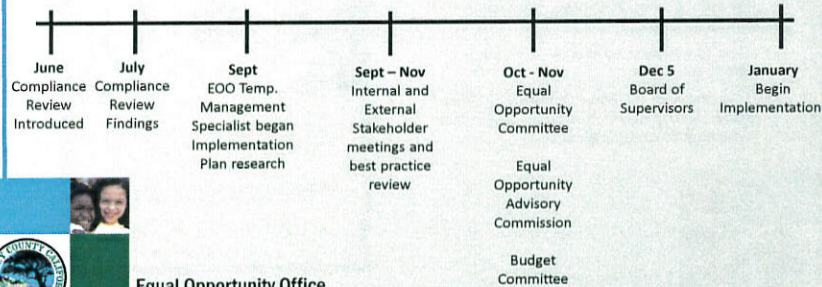 June
Compliance
Review
Introduced
July
Compliance
Review
Findings
Sept
EOO Temp.
Management
Specialist began
Implementation
Plan research
Sept – Nov
Internal and
External
Stakeholder
meetings and
best practice
review
Oct - Nov
Equal
Opportunity
Committee
Equal
Opportunity
Advisory
Commission
Budget
Committee
Dec 5
Board of
Supervisors
January
Begin
Implementation
COUNTY
Equal Opportunity Office